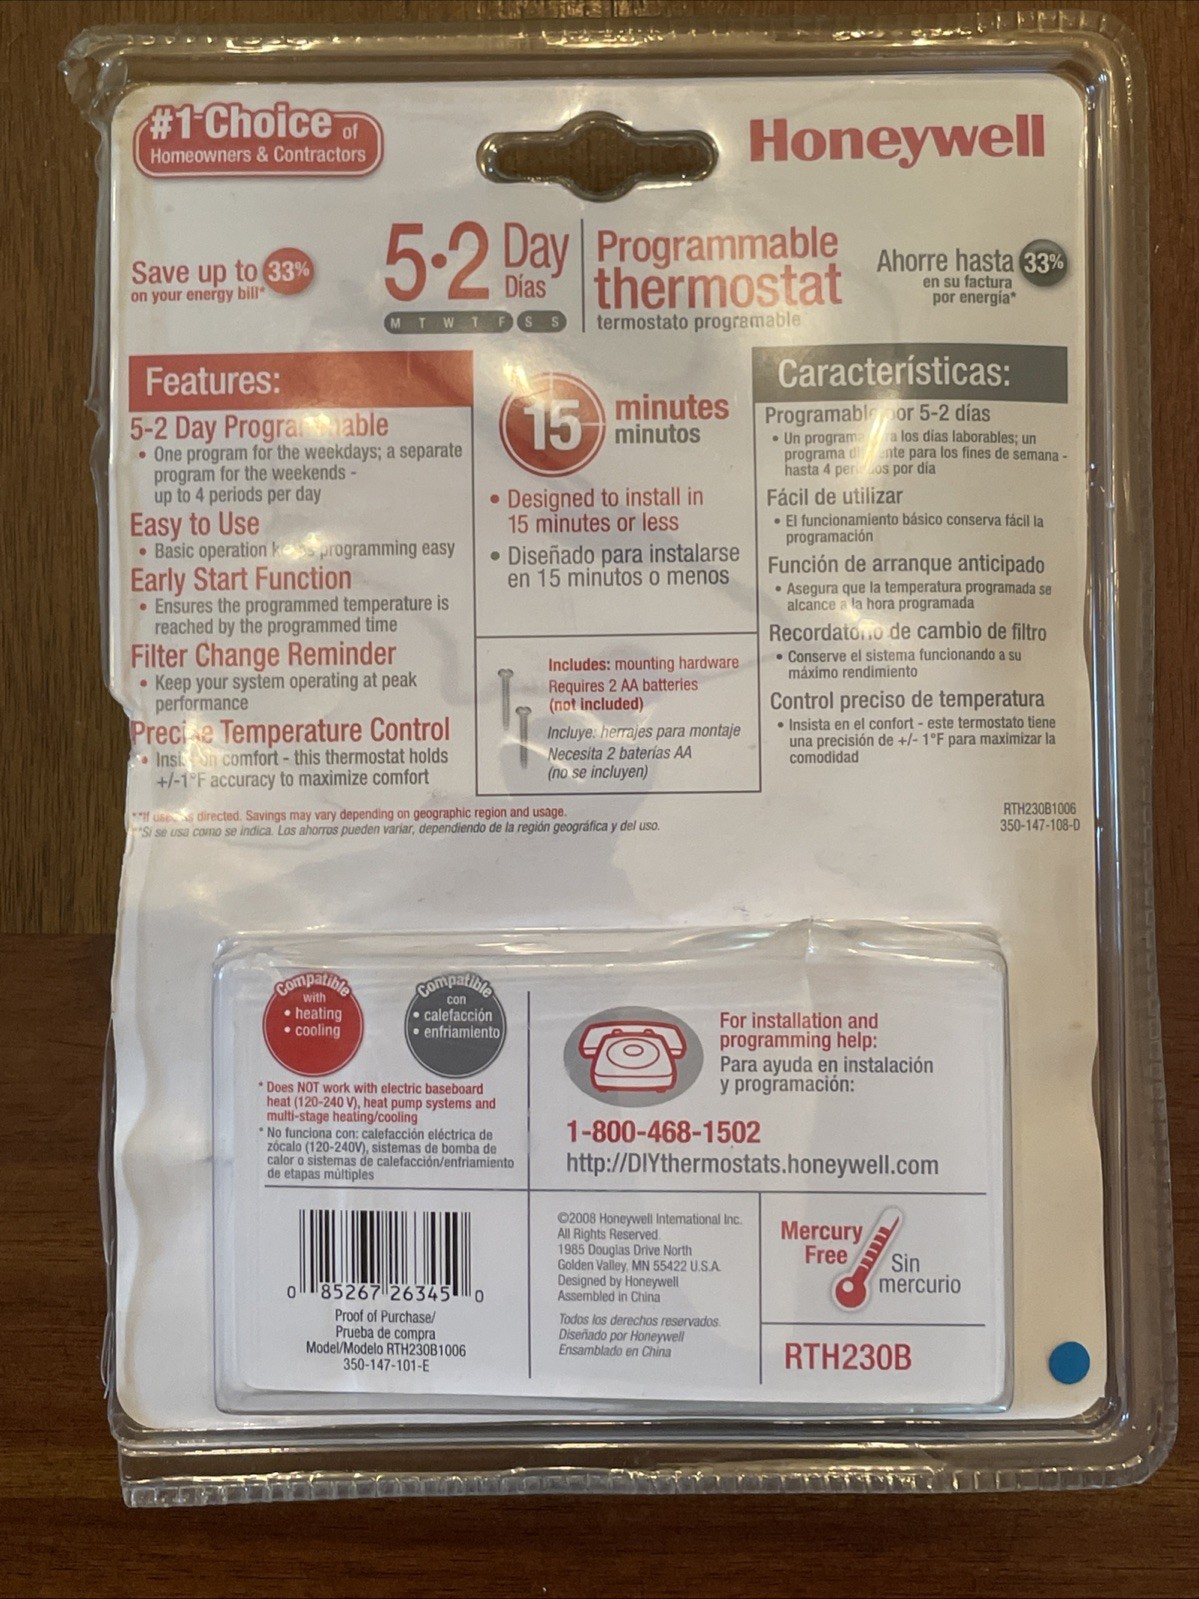 #1 Choice of
Homeowners & Contractors
Honeywell
Save up to 33%
on your energy bill*
5·2 Day
Días
M T W T F S S
Programmable
thermostat
termostato programable
Ahorre hasta 33%
en su factura
por energía*
Features:
5-2 Day
• One program for the weekdays; a separate
program for the weekends -
up to 4 periods per day
Easy to Use
• Basic operation programming easy
Early Start Function
• Ensures the programmed temperature is
reached by the programmed time
Filter Change Reminder
• Keep your system operating at peak
performance
Temperature Control
• comfort - this thermostat holds
+/-1°F accuracy to maximize comfort
15 minutes
minutos
• Designed to install in
15 minutes or less
• Diseñado para instalarse
en 15 minutos o menos
Includes: mounting hardware
Requires 2 AA batteries
(not included)
Incluye: herrajes para montaje
Necesita 2 baterías AA
(no se incluyen)
Características:
5-2 días
• Un los días laborables; un
programa para los fines de semana -
hasta 4 por día
Fácil de utilizar
• El funcionamiento básico conserva fácil la
programación
Función de arranque anticipado
• Asegura que la temperatura programada se
alcance a la hora programada
Recordatorio de cambio de filtro
• Conserve el sistema funcionando a su
máximo rendimiento
Control preciso de temperatura
• Insista en el confort - este termostato tiene
una precisión de +/- 1°F para maximizar la
comodidad
directed. Savings may vary depending on geographic region and usage.
Si se usa como se indica. Los ahorros pueden variar, dependiendo de la región geográfica y del uso.
RTH230B1006
350-147-108-D
Compatible
with
• heating
• cooling
Compatible
con
• calefacción
• enfriamiento
* Does NOT work with electric baseboard
heat (120-240 V), heat pump systems and
multi-stage heating/cooling
* No funciona con: calefacción eléctrica de
zócalo (120-240V), sistemas de bomba de
calor o sistemas de calefacción/enfriamiento
de etapas múltiples
For installation and
programming help:
Para ayuda en instalación
y programación:
1-800-468-1502
http://DIYthermostats.honeywell.com
0 85267 26345 0
Proof of Purchase/
Prueba de compra
Model/Modelo RTH230B1006
350-147-101-E
©2008 Honeywell International Inc.
All Rights Reserved.
1985 Douglas Drive North
Golden Valley, MN 55422 U.S.A.
Designed by Honeywell
Assembled in China
Todos los derechos reservados.
Diseñado por Honeywell
Ensamblado en China
Mercury
Free
Sin
mercurio
RTH230B